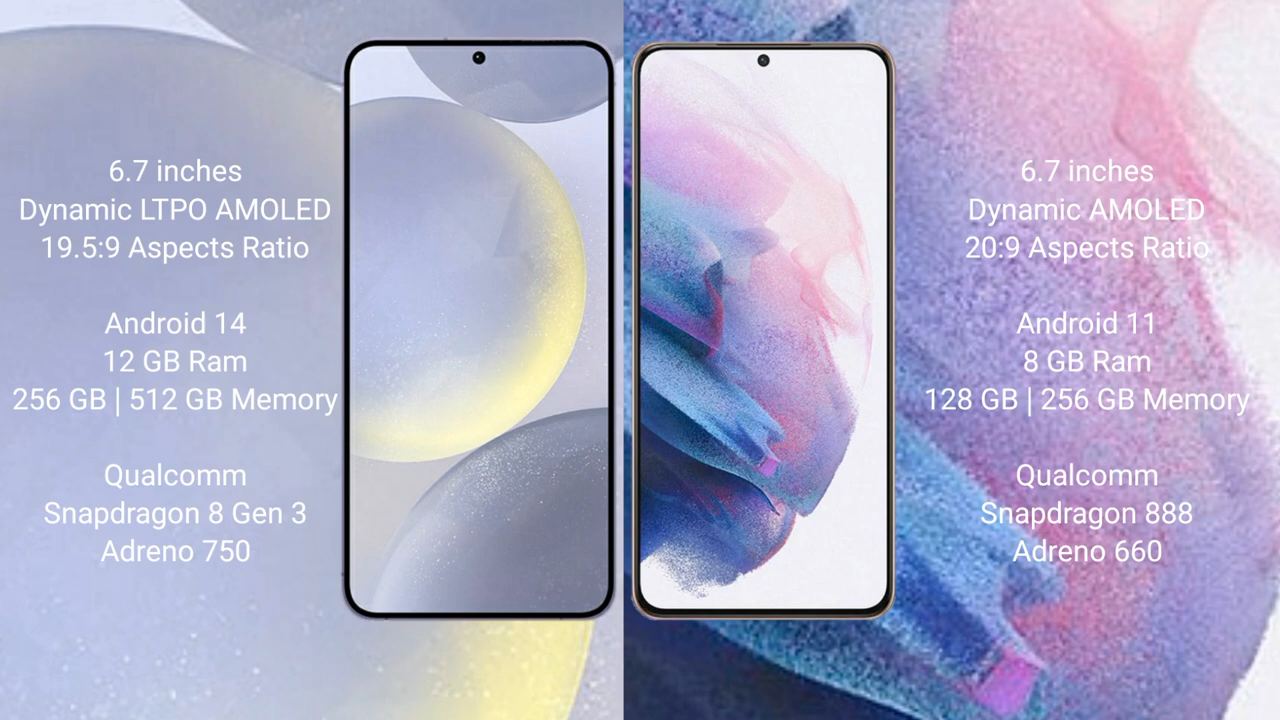 6.7 inches
Dynamic LTPO AMOLED
19.5:9 Aspects Ratio
Android 14
12 GB Ram
256 GB | 512 GB Memory
Qualcomm
Snapdragon 8 Gen 3
Adreno 750
6.7 inches
Dynamic AMOLED
20:9 Aspects Ratio
Android 11
8 GB Ram
128 GB | 256 GB Memory
Qualcomm
Snapdragon 888
Adreno 660